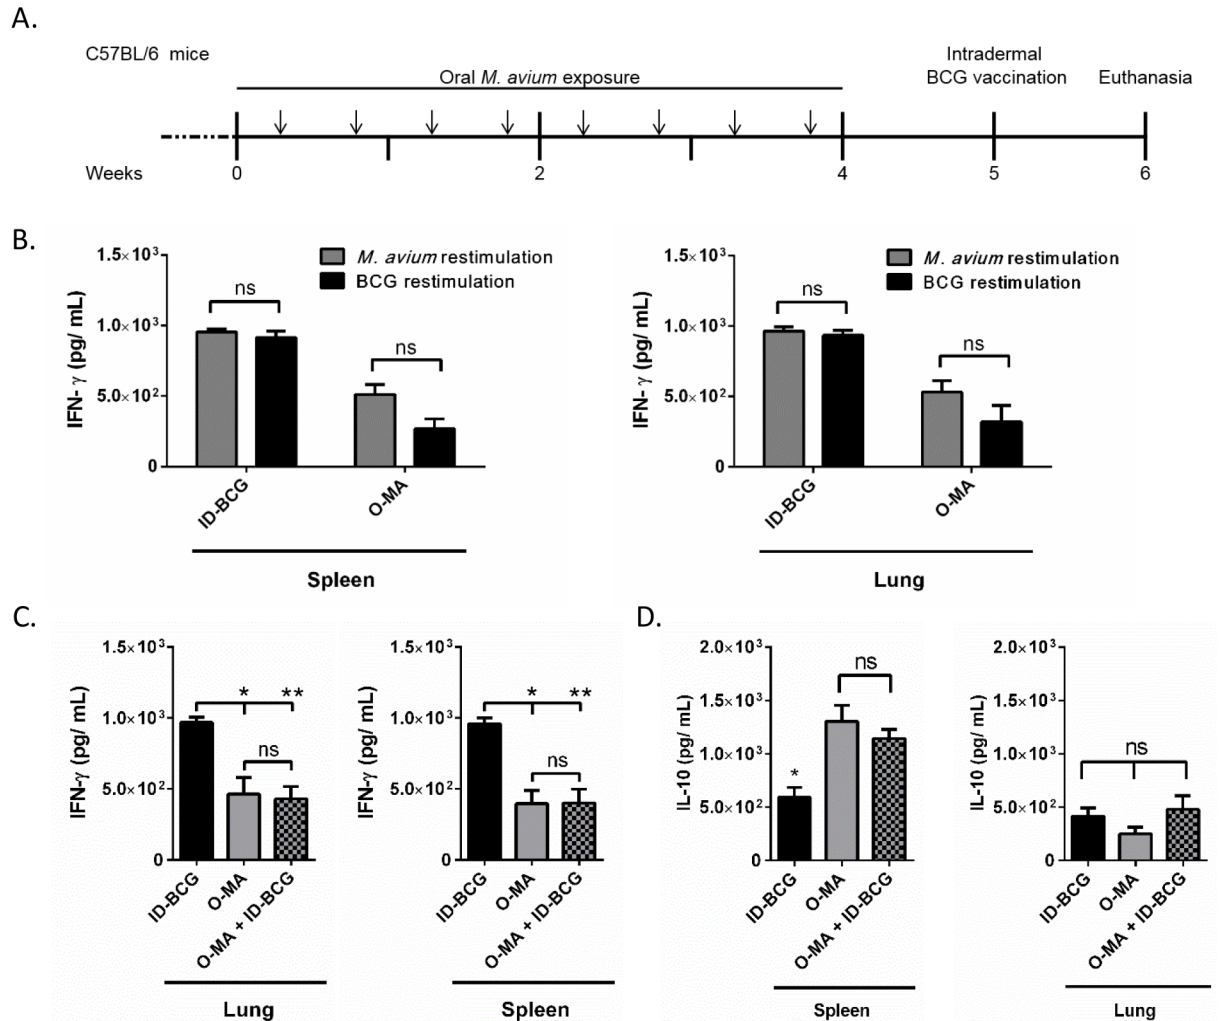 A.
C57BL/6 mice
Oral M. avium exposure
Intradermal
BCG vaccination
Euthanasia
Weeks
0
2
4
5
6
B.
IFN- γ (pg/ mL)
1.5×10³
1.0×10³
5.0×10²
0
M. avium restimulation
BCG restimulation
ns
ns
ID-BCG
O-MA
Spleen
IFN- γ (pg/ mL)
1.5×10³
1.0×10³
5.0×10²
0
M. avium restimulation
BCG restimulation
ns
ns
ID-BCG
O-MA
Lung
C.
IFN-γ (pg/ mL)
1.5×10³
1.0×10³
5.0×10²
0
* **
ns
ID-BCG
O-MA
O-MA + ID-BCG
Lung
IFN-γ (pg/ mL)
1.5×10³
1.0×10³
5.0×10²
0
* **
ns
ID-BCG
O-MA
O-MA + ID-BCG
Spleen
D.
IL-10 (pg/ mL)
2.0×10³
1.5×10³
1.0×10³
5.0×10²
0
ns
*
ID-BCG
O-MA
O-MA + ID-BCG
Spleen
IL-10 (pg/ mL)
2.0×10³
1.5×10³
1.0×10³
5.0×10²
0
ns
ID-BCG
O-MA
O-MA + ID-BCG
Lung